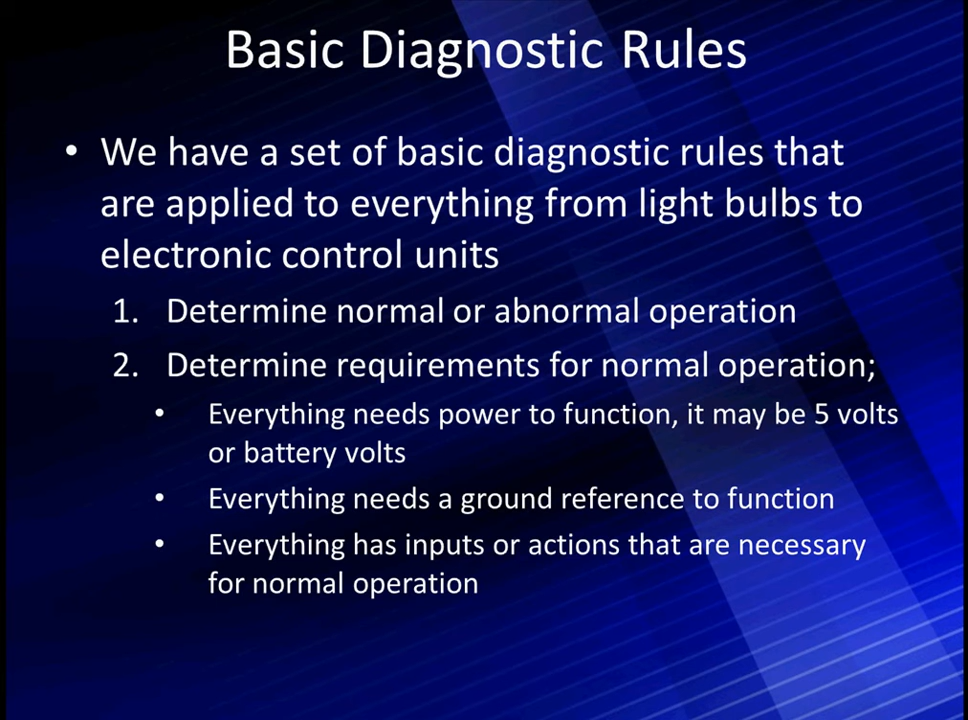 Basic Diagnostic Rules
• We have a set of basic diagnostic rules that
are applied to everything from light bulbs to
electronic control units
1. Determine normal or abnormal operation
2. Determine requirements for normal operation;
• Everything needs power to function, it may be 5 volts
or battery volts
• Everything needs a ground reference to function
• Everything has inputs or actions that are necessary
for normal operation